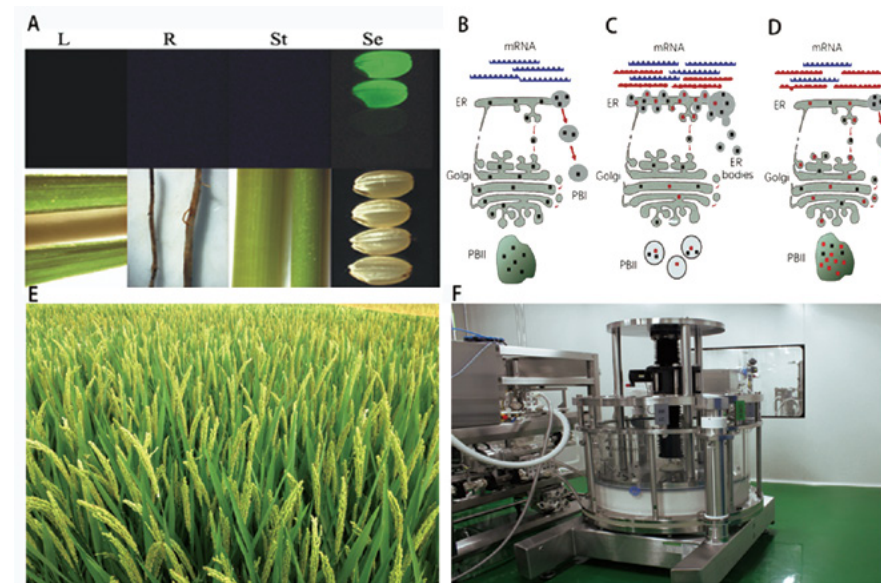 A
L R St Se
B
mRNA
ER
Golgi
PBI
PBII
C
mRNA
ER
ER
bodies
PBII
D
mRNA
ER
Golgi
PBII
E
F